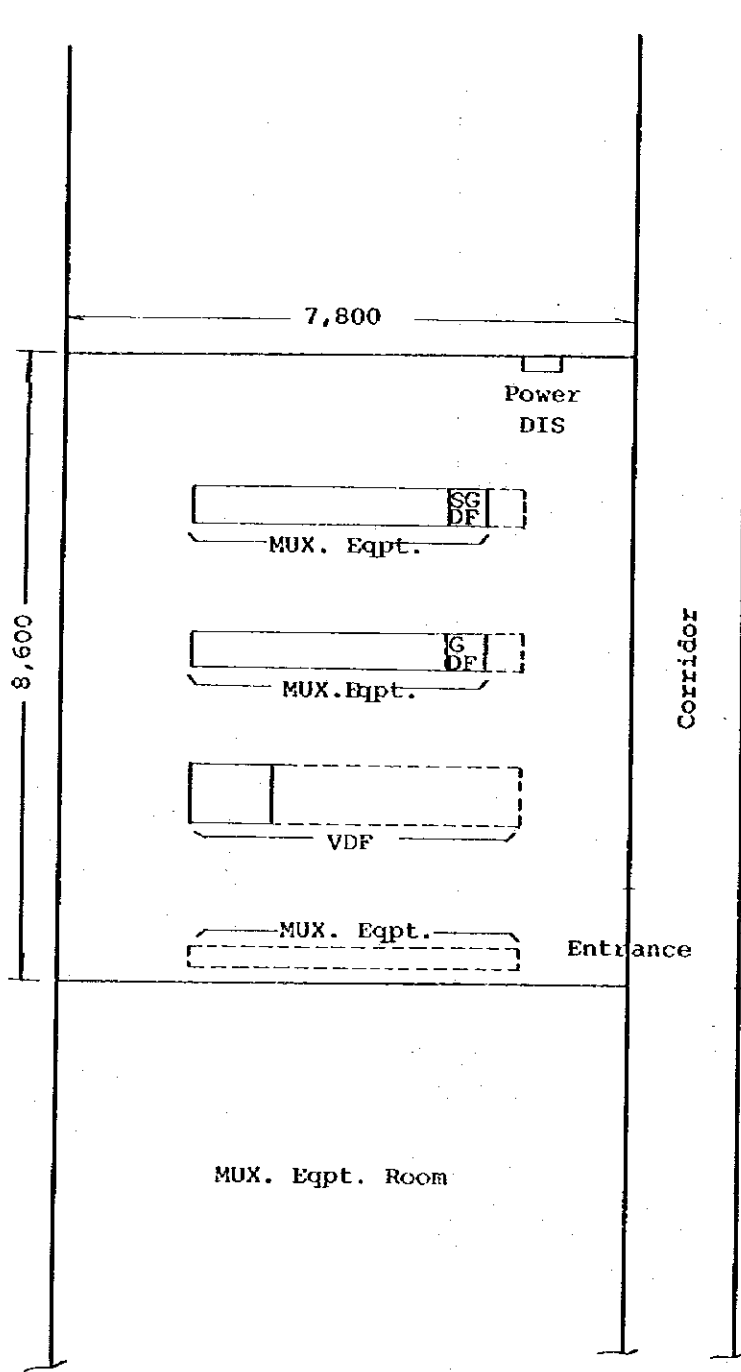 7,800
Power
DIS
SG
DF
MUX. Eqpt.
8,600
G
DF
MUX.Eqpt.
Corridor
VDF
MUX. Eqpt.
Entrance
MUX. Eqpt. Room